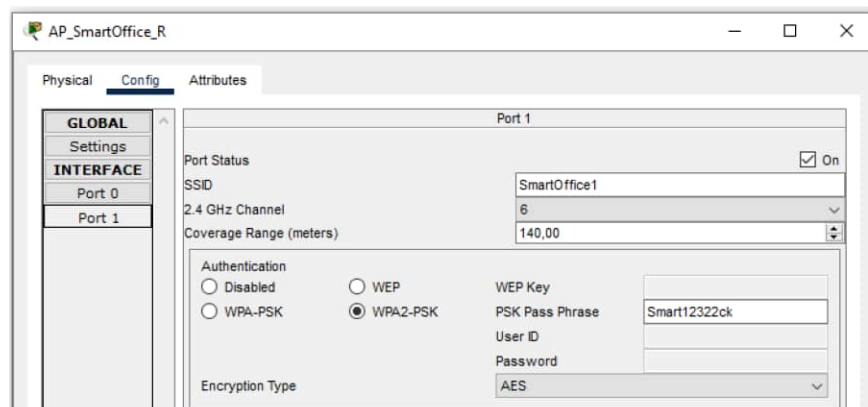 AP_SmartOffice_R
Physical Config Attributes
GLOBAL
Settings
INTERFACE
Port 0
Port 1
Port 1
Port Status On
SSID SmartOffice1
2.4 GHz Channel 6
Coverage Range (meters) 140,00
Authentication
Disabled WEP WEP Key
WPA-PSK WPA2-PSK PSK Pass Phrase Smart12322ck
User ID
Password
Encryption Type AES